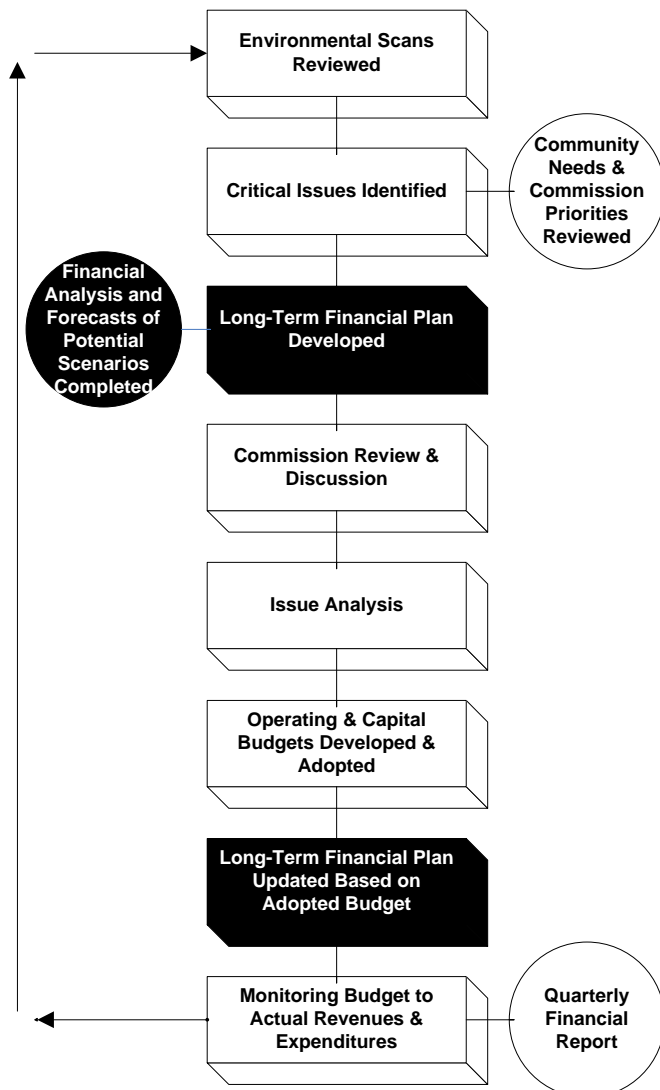 Environmental Scans
Reviewed
Critical Issues Identified
Community
Needs &
Commission
Priorities
Reviewed
Financial
Analysis and
Forecasts of
Potential
Scenarios
Completed
Long-Term Financial Plan
Developed
Commission Review &
Discussion
Issue Analysis
Operating & Capital
Budgets Developed &
Adopted
Long-Term Financial Plan
Updated Based on
Adopted Budget
Monitoring Budget to
Actual Revenues &
Expenditures
Quarterly
Financial
Report